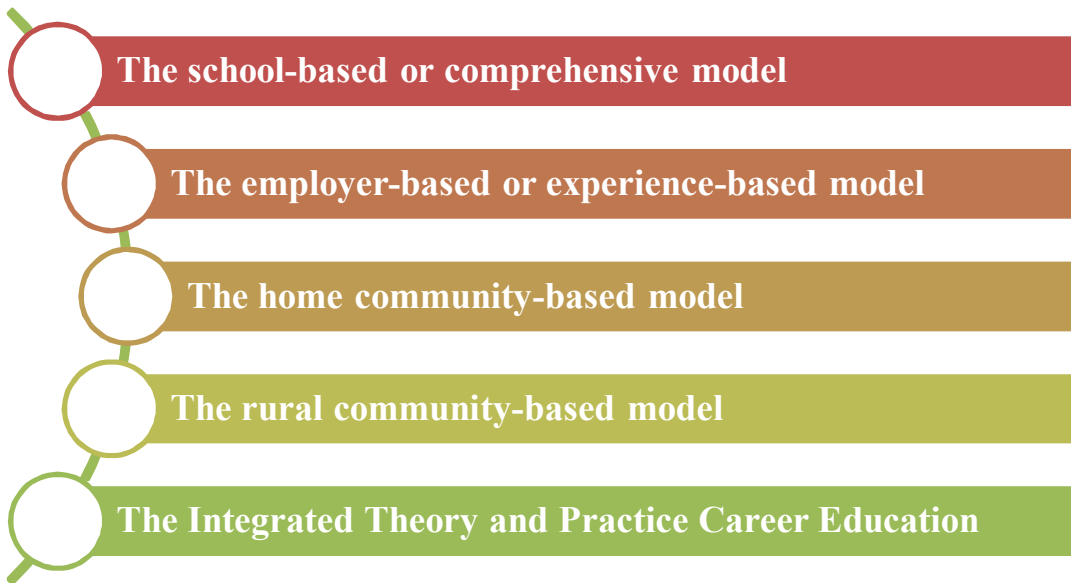 The school-based or comprehensive model
The employer-based or experience-based model
The home community-based model
The rural community-based model
The Integrated Theory and Practice Career Education